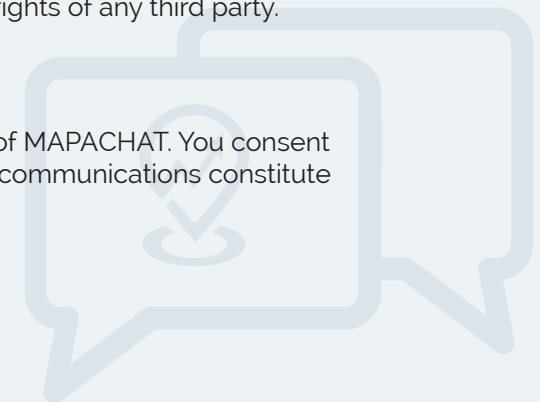 rights of any third party.
of MAPACHAT. You consent
communications constitute